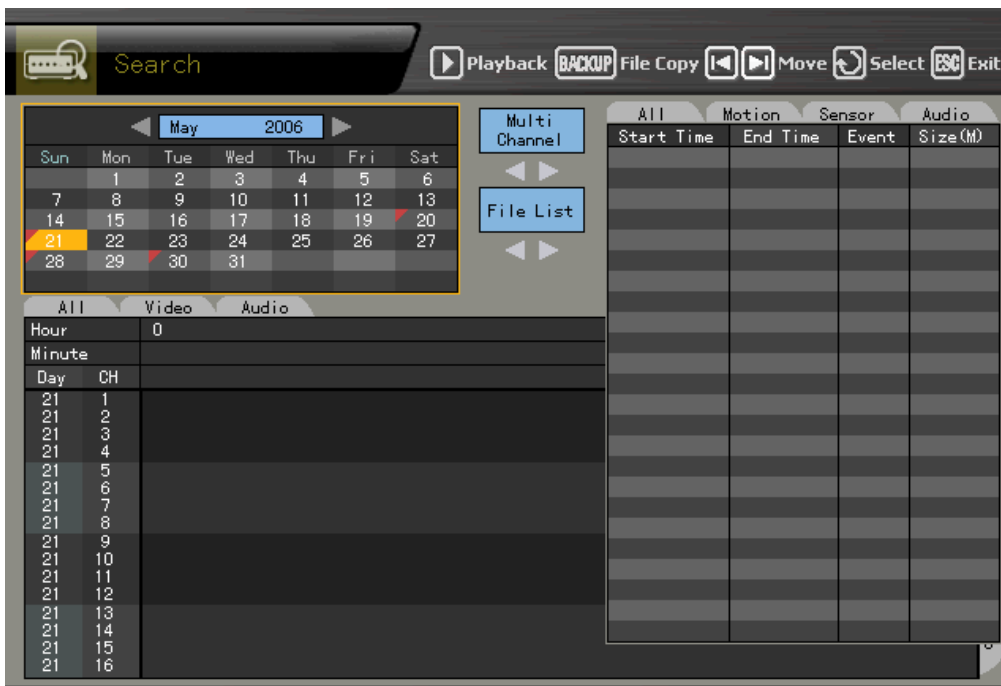 Search
Playback BACKUP File Copy Move Select ESC Exit
May 2006
Sun Mon Tue Wed Thu Fri Sat
1 2 3 4 5 6
7 8 9 10 11 12 13
14 15 16 17 18 19 20
21 22 23 24 25 26 27
28 29 30 31
Multi
Channel
File List
All Motion Sensor Audio
Start Time End Time Event Size(M)
All Video Audio
Hour 0
Minute
Day CH
21 1
21 2
21 3
21 4
21 5
21 6
21 7
21 8
21 9
21 10
21 11
21 12
21 13
21 14
21 15
21 16